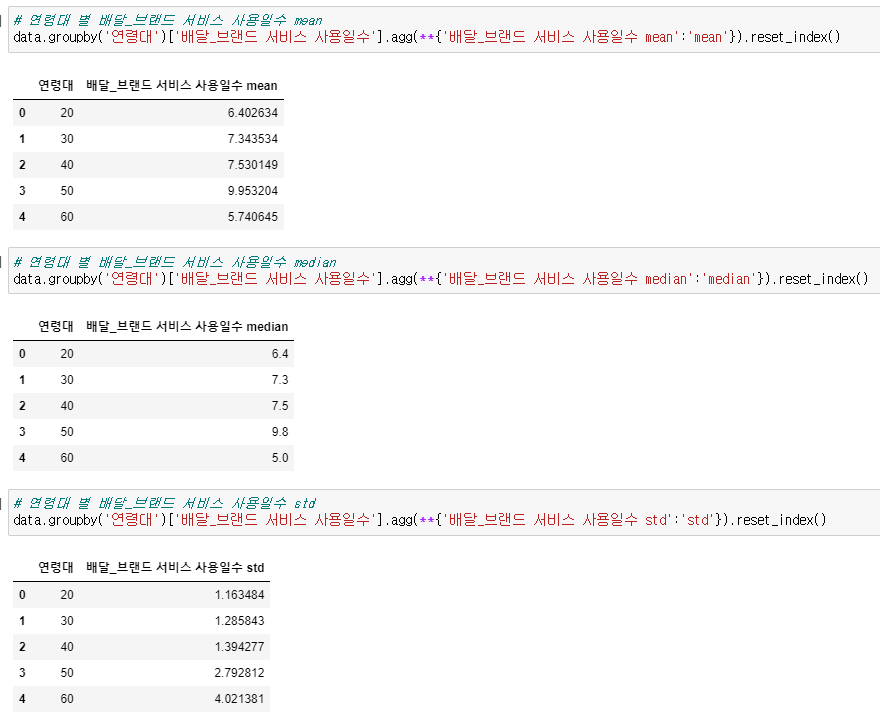 # 연령대 별 배달_브랜드 서비스 사용일수 mean
data.groupby('연령대')['배달_브랜드 서비스 사용일수'].agg(**{'배달_브랜드 서비스 사용일수 mean':'mean'}).reset_index()
연령대 배달_브랜드 서비스 사용일수 mean
0 20 6.402634
1 30 7.343534
2 40 7.530149
3 50 9.953204
4 60 5.740645
# 연령대 별 배달_브랜드 서비스 사용일수 median
data.groupby('연령대')['배달_브랜드 서비스 사용일수'].agg(**{'배달_브랜드 서비스 사용일수 median':'median'}).reset_index()
연령대 배달_브랜드 서비스 사용일수 median
0 20 6.4
1 30 7.3
2 40 7.5
3 50 9.8
4 60 5.0
# 연령대 별 배달_브랜드 서비스 사용일수 std
data.groupby('연령대')['배달_브랜드 서비스 사용일수'].agg(**{'배달_브랜드 서비스 사용일수 std':'std'}).reset_index()
연령대 배달_브랜드 서비스 사용일수 std
0 20 1.163484
1 30 1.285843
2 40 1.394277
3 50 2.792812
4 60 4.021381